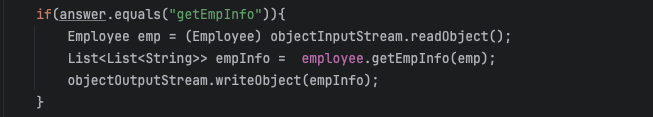 if(answer.equals("getEmpInfo")){
Employee emp = (Employee) objectInputStream.readObject();
List<List<String>> empInfo =  employee.getEmpInfo(emp);
objectOutputStream.writeObject(empInfo);
}